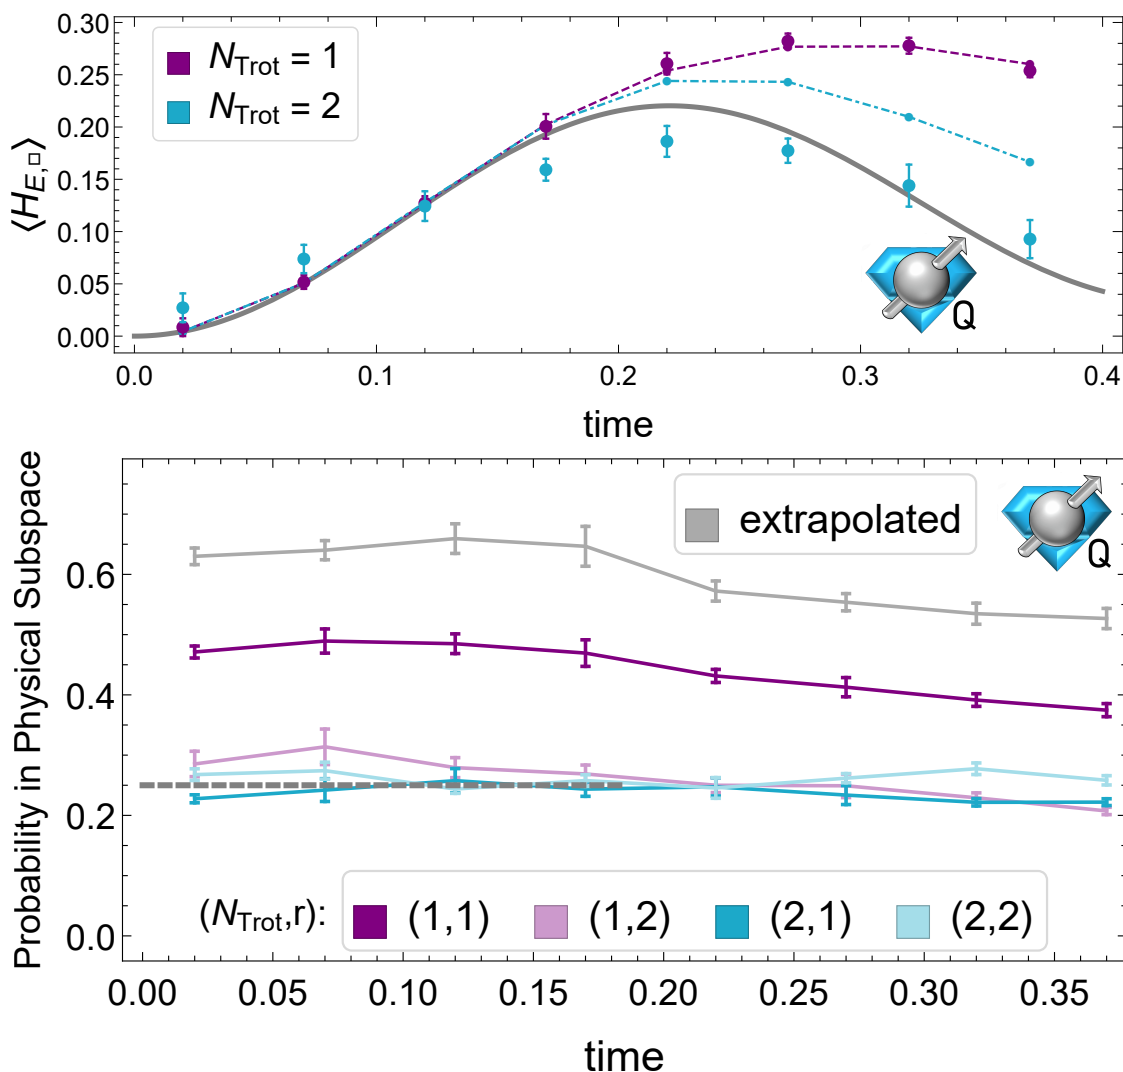 0.30
0.25
0.20
0.15
0.10
0.05
0.00
⟨H_{E,□}⟩
N_Trot = 1
N_Trot = 2
Q
0.0 0.1 0.2 0.3 0.4
time
Probability in Physical Subspace
0.6
0.4
0.2
0.0
extrapolated
Q
(N_Trot,r): (1,1) (1,2) (2,1) (2,2)
0.00 0.05 0.10 0.15 0.20 0.25 0.30 0.35
time